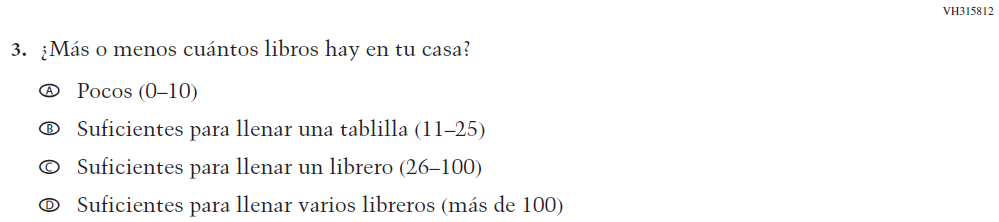 VH315812
3. ¿Más o menos cuántos libros hay en tu casa?
A Pocos (0–10)
B Suficientes para llenar una tablilla (11–25)
C Suficientes para llenar un librero (26–100)
D Suficientes para llenar varios libreros (más de 100)